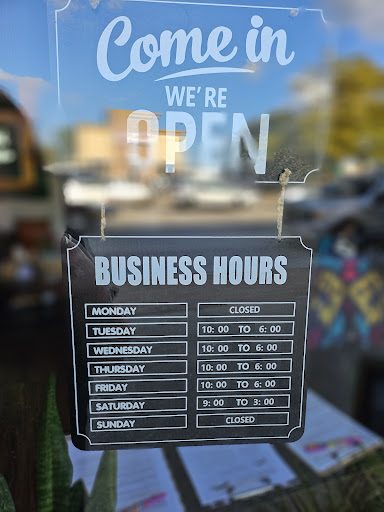 Come in
WE'RE
OPEN
BUSINESS HOURS
MONDAY CLOSED
TUESDAY 10: 00 TO 6: 00
WEDNESDAY 10: 00 TO 6: 00
THURSDAY 10: 00 TO 6: 00
FRIDAY 10: 00 TO 6: 00
SATURDAY 9: 00 TO 3: 00
SUNDAY CLOSED